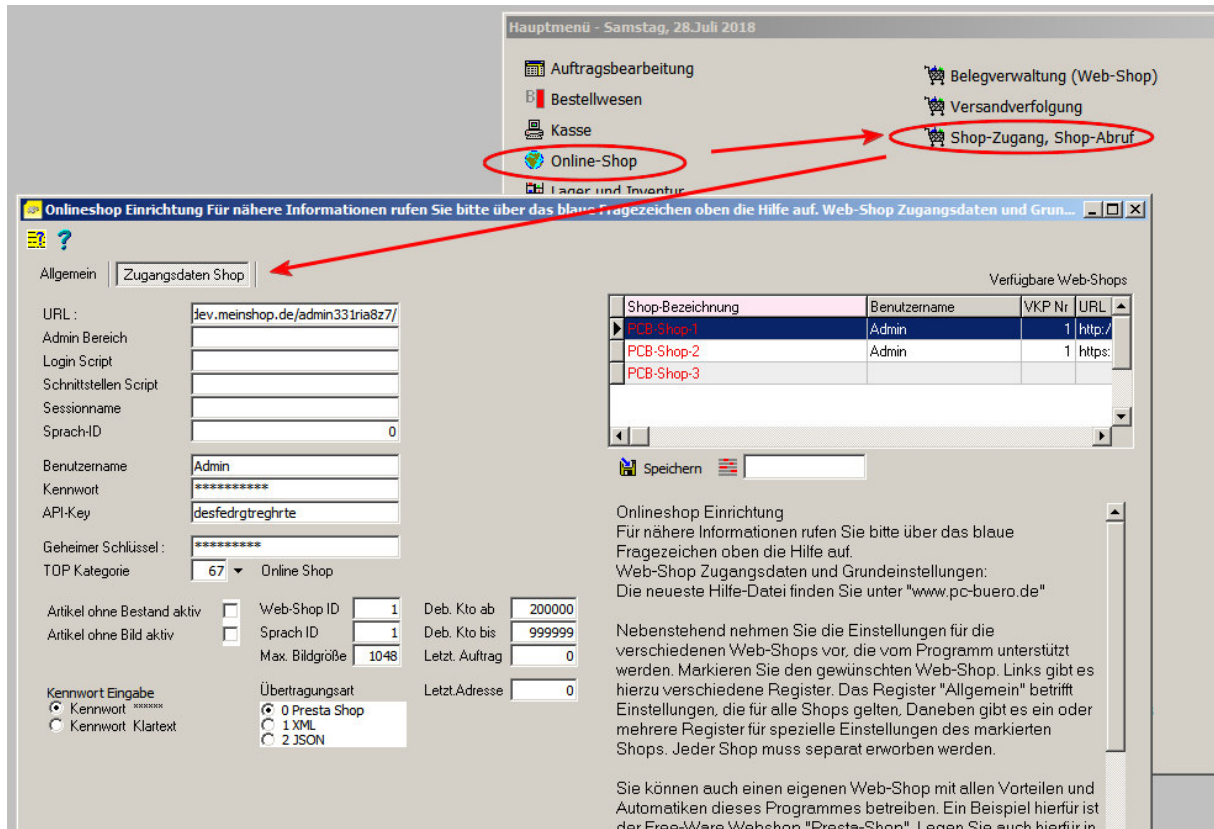 Hauptmenü - Samstag, 28.Juli 2018
Auftragsbearbeitung
Bestellwesen
Kasse
Online-Shop
Lager und Inventur
Belegverwaltung (Web-Shop)
Versandverfolgung
Shop-Zugang, Shop-Abruf
Onlineshop Einrichtung Für nähere Informationen rufen Sie bitte über das blaue Fragezeichen oben die Hilfe auf. Web-Shop Zugangsdaten und Grun...
Allgemein Zugangsdaten Shop
URL : dev.meinshop.de/admin331ria8z7/
Admin Bereich
Login Script
Schnittstellen Script
Sessionname
Sprach-ID 0
Benutzername Admin
Kennwort **********
API-Key desfedrgtreghrte
Geheimer Schlüssel : *********
TOP Kategorie 67 Online Shop
Artikel ohne Bestand aktiv
Artikel ohne Bild aktiv
Web-Shop ID 1
Sprach ID 1
Max. Bildgröße 1048
Deb. Kto ab 200000
Deb. Kto bis 999999
Letzt. Auftrag 0
Letzt.Adresse 0
Kennwort Eingabe
Kennwort ******
Kennwort Klartext
Übertragungsart
0 Presta Shop
1 XML
2 JSON
Verfügbare Web-Shops
Shop-Bezeichnung Benutzername VKP Nr URL
PCB-Shop-1 Admin 1 http:/
PCB-Shop-2 Admin 1 https:
PCB-Shop-3
Speichern
Onlineshop Einrichtung
Für nähere Informationen rufen Sie bitte über das blaue
Fragezeichen oben die Hilfe auf.
Web-Shop Zugangsdaten und Grundeinstellungen:
Die neueste Hilfe-Datei finden Sie unter "www.pc-buero.de"
Nebenstehend nehmen Sie die Einstellungen für die
verschiedenen Web-Shops vor, die vom Programm unterstützt
werden. Markieren Sie den gewünschten Web-Shop. Links gibt es
hierzu verschiedene Register. Das Register "Allgemein" betrifft
Einstellungen, die für alle Shops gelten, Daneben gibt es ein oder
mehrere Register für spezielle Einstellungen des markierten
Shops. Jeder Shop muss separat erworben werden.
Sie können auch einen eigenen Web-Shop mit allen Vorteilen und
Automatiken dieses Programmes betreiben. Ein Beispiel hierfür ist
der Free-Ware Webshop "Presta-Shop". Legen Sie auch hierfür in